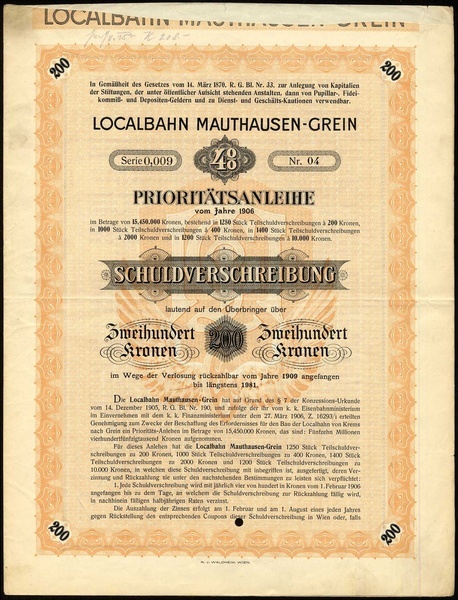 LOCALBAHN MAUTHAUSEN-GREIN
K 208.-
200
200
In Gemäßheit des Gesetzes vom 14. März 1870, R. G. Bl. Nr. 33, zur Anlegung von Kapitalien
der Stiftungen, der unter öffentlicher Aufsicht stehenden Anstalten, dann von Pupillar-, Fidei-
kommiß- und Depositen-Geldern und zu Dienst- und Geschäfts-Kautionen verwendbar.
LOCALBAHN MAUTHAUSEN-GREIN
Serie 0,009
4%
Nr. 04
PRIORITÄTSANLEIHE
vom Jahre 1906
im Betrage von 15,450.000 Kronen, bestehend in 1250 Stück Teilschuldverschreibungen à 200 Kronen,
in 1000 Stück Teilschuldverschreibungen à 400 Kronen, in 1400 Stück Teilschuldverschreibungen
à 2000 Kronen und in 1200 Stück Teilschuldverschreibungen à 10.000 Kronen.
SCHULDVERSCHREIBUNG
lautend auf den Überbringer über
Zweihundert Kronen
200
Zweihundert Kronen
im Wege der Verlosung rückzahlbar vom Jahre 1909 angefangen
bis längstens 1981.
Die Localbahn Mauthausen-Grein hat auf Grund des § 7. der Konzessions-Urkunde
vom 14. Dezember 1905, R. G. Bl. Nr. 190, und zufolge der ihr vom k. k. Eisenbahnministerium
im Einvernehmen mit dem k. k. Finanzministerium unter dem 27. März 1906, Z. 16293/1 erteilten
Genehmigung zum Zwecke der Beschaffung des Erfordernisses für den Bau der Localbahn von Krems
nach Grein ein Prioritäts-Anlehen im Betrage von 15,450.000 Kronen, das sind: Fünfzehn Millionen
vierhundertfünfzigtausend Kronen aufgenommen.
Für dieses Anlehen hat die Localbahn Mauthausen-Grein 1250 Stück Teilschuldver-
schreibungen zu 200 Kronen, 1000 Stück Teilschuldverschreibungen zu 400 Kronen, 1400 Stück
Teilschuldverschreibungen zu 2000 Kronen und 1200 Stück Teilschuldverschreibungen zu
10.000 Kronen, in welchen diese Schuldverschreibung mit inbegriffen ist, ausgefertigt, deren Ver-
zinsung und Rückzahlung sie unter den nachstehenden Bestimmungen zu leisten sich verpflichtet:
1. Jede Schuldverschreibung wird mit jährlich vier von hundert in Kronen vom 1. Februar 1906
angefangen bis zu dem Tage, an welchem die Schuldverschreibung zur Rückzahlung fällig wird,
in nachhinein fälligen halbjährigen Raten verzinst.
Die Auszahlung der Zinsen erfolgt am 1. Februar und am 1. August eines jeden Jahres
gegen Rückstellung des entsprechenden Coupons dieser Schuldverschreibung in Wien oder, falls
200
200
R. v. WALDHEIM, WIEN.